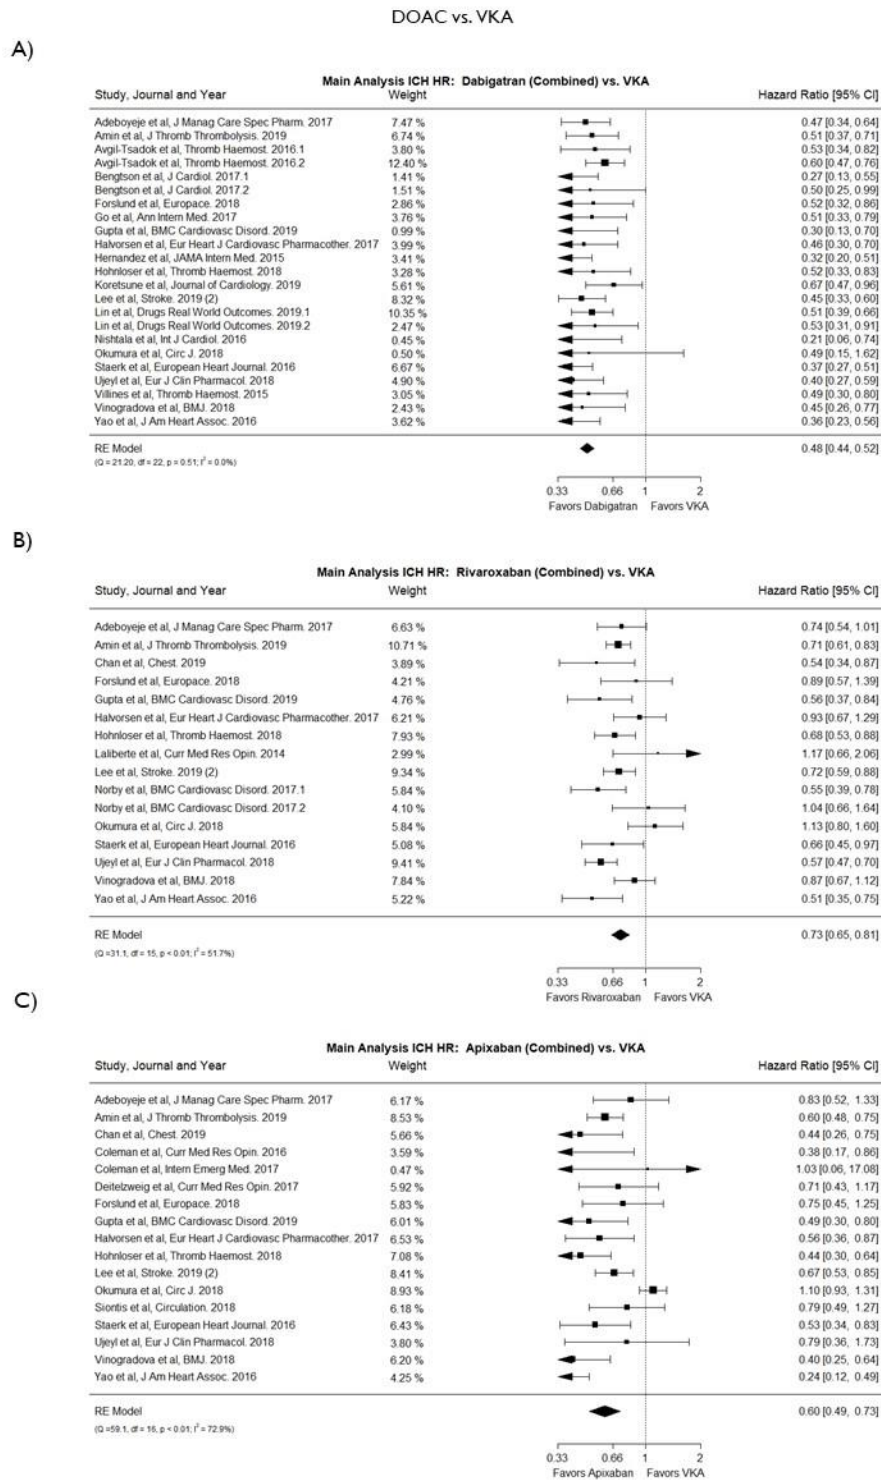 DOAC vs. VKA
A)
Main Analysis ICH HR: Dabigatran (Combined) vs. VKA
Study, Journal and Year Weight Hazard Ratio [95% CI]
Adeboyeje et al, J Manag Care Spec Pharm. 2017 7.47 % 0.47 [0.34, 0.64]
Amin et al, J Thromb Thrombolysis. 2019 6.74 % 0.51 [0.37, 0.71]
Avgil-Tsadok et al, Thromb Haemost. 2016.1 3.80 % 0.53 [0.34, 0.82]
Avgil-Tsadok et al, Thromb Haemost. 2016.2 12.40 % 0.60 [0.47, 0.76]
Bengtson et al, J Cardiol. 2017.1 1.41 % 0.27 [0.13, 0.55]
Bengtson et al, J Cardiol. 2017.2 1.51 % 0.50 [0.25, 0.99]
Forslund et al, Europace. 2018 2.86 % 0.52 [0.32, 0.86]
Go et al, Ann Intern Med. 2017 3.76 % 0.51 [0.33, 0.79]
Gupta et al, BMC Cardiovasc Disord. 2019 0.99 % 0.30 [0.13, 0.70]
Halvorsen et al, Eur Heart J Cardiovasc Pharmacother. 2017 3.99 % 0.46 [0.30, 0.70]
Hernandez et al, JAMA Intern Med. 2015 3.41 % 0.32 [0.20, 0.51]
Hohnloser et al, Thromb Haemost. 2018 3.28 % 0.52 [0.33, 0.83]
Koretsune et al, Journal of Cardiology. 2019 5.61 % 0.67 [0.47, 0.96]
Lee et al, Stroke. 2019 (2) 8.32 % 0.45 [0.33, 0.60]
Lin et al, Drugs Real World Outcomes. 2019.1 10.35 % 0.51 [0.39, 0.66]
Lin et al, Drugs Real World Outcomes. 2019.2 2.47 % 0.53 [0.31, 0.91]
Nishtala et al, Int J Cardiol. 2016 0.45 % 0.21 [0.06, 0.74]
Okumura et al, Circ J. 2018 0.50 % 0.49 [0.15, 1.62]
Staerk et al, European Heart Journal. 2016 6.67 % 0.37 [0.27, 0.51]
Ujeyl et al, Eur J Clin Pharmacol. 2018 4.90 % 0.40 [0.27, 0.59]
Villines et al, Thromb Haemost. 2015 3.05 % 0.49 [0.30, 0.80]
Vinogradova et al, BMJ. 2018 2.43 % 0.45 [0.26, 0.77]
Yao et al, J Am Heart Assoc. 2016 3.62 % 0.36 [0.23, 0.56]
RE Model 0.48 [0.44, 0.52]
(Q = 21.20, df = 22, p = 0.51; I² = 0.0%)
0.33 0.66 1 2
Favors Dabigatran Favors VKA
B)
Main Analysis ICH HR: Rivaroxaban (Combined) vs. VKA
Study, Journal and Year Weight Hazard Ratio [95% CI]
Adeboyeje et al, J Manag Care Spec Pharm. 2017 6.63 % 0.74 [0.54, 1.01]
Amin et al, J Thromb Thrombolysis. 2019 10.71 % 0.71 [0.61, 0.83]
Chan et al, Chest. 2019 3.89 % 0.54 [0.34, 0.87]
Forslund et al, Europace. 2018 4.21 % 0.89 [0.57, 1.39]
Gupta et al, BMC Cardiovasc Disord. 2019 4.76 % 0.56 [0.37, 0.84]
Halvorsen et al, Eur Heart J Cardiovasc Pharmacother. 2017 6.21 % 0.93 [0.67, 1.29]
Hohnloser et al, Thromb Haemost. 2018 7.93 % 0.68 [0.53, 0.88]
Laliberte et al, Curr Med Res Opin. 2014 2.99 % 1.17 [0.66, 2.06]
Lee et al, Stroke. 2019 (2) 9.34 % 0.72 [0.59, 0.88]
Norby et al, BMC Cardiovasc Disord. 2017.1 5.84 % 0.55 [0.39, 0.78]
Norby et al, BMC Cardiovasc Disord. 2017.2 4.10 % 1.04 [0.66, 1.64]
Okumura et al, Circ J. 2018 5.84 % 1.13 [0.80, 1.60]
Staerk et al, European Heart Journal. 2016 5.08 % 0.66 [0.45, 0.97]
Ujeyl et al, Eur J Clin Pharmacol. 2018 9.41 % 0.57 [0.47, 0.70]
Vinogradova et al, BMJ. 2018 7.84 % 0.87 [0.67, 1.12]
Yao et al, J Am Heart Assoc. 2016 5.22 % 0.51 [0.35, 0.75]
RE Model 0.73 [0.65, 0.81]
(Q =31.1, df = 15, p < 0.01; I² = 51.7%)
0.33 0.66 1 2
Favors Rivaroxaban Favors VKA
C)
Main Analysis ICH HR: Apixaban (Combined) vs. VKA
Study, Journal and Year Weight Hazard Ratio [95% CI]
Adeboyeje et al, J Manag Care Spec Pharm. 2017 6.17 % 0.83 [0.52, 1.33]
Amin et al, J Thromb Thrombolysis. 2019 8.53 % 0.60 [0.48, 0.75]
Chan et al, Chest. 2019 5.66 % 0.44 [0.26, 0.75]
Coleman et al, Curr Med Res Opin. 2016 3.59 % 0.38 [0.17, 0.86]
Coleman et al, Intern Emerg Med. 2017 0.47 % 1.03 [0.06, 17.08]
Deitelzweig et al, Curr Med Res Opin. 2017 5.92 % 0.71 [0.43, 1.17]
Forslund et al, Europace. 2018 5.83 % 0.75 [0.45, 1.25]
Gupta et al, BMC Cardiovasc Disord. 2019 6.01 % 0.49 [0.30, 0.80]
Halvorsen et al, Eur Heart J Cardiovasc Pharmacother. 2017 6.53 % 0.56 [0.36, 0.87]
Hohnloser et al, Thromb Haemost. 2018 7.08 % 0.44 [0.30, 0.64]
Lee et al, Stroke. 2019 (2) 8.41 % 0.67 [0.53, 0.85]
Okumura et al, Circ J. 2018 8.93 % 1.10 [0.93, 1.31]
Siontis et al, Circulation. 2018 6.18 % 0.79 [0.49, 1.27]
Staerk et al, European Heart Journal. 2016 6.43 % 0.53 [0.34, 0.83]
Ujeyl et al, Eur J Clin Pharmacol. 2018 3.80 % 0.79 [0.36, 1.73]
Vinogradova et al, BMJ. 2018 6.20 % 0.40 [0.25, 0.64]
Yao et al, J Am Heart Assoc. 2016 4.25 % 0.24 [0.12, 0.49]
RE Model 0.60 [0.49, 0.73]
(Q =59.1, df = 16, p < 0.01; I² = 72.9%)
0.33 0.66 1 2
Favors Apixaban Favors VKA